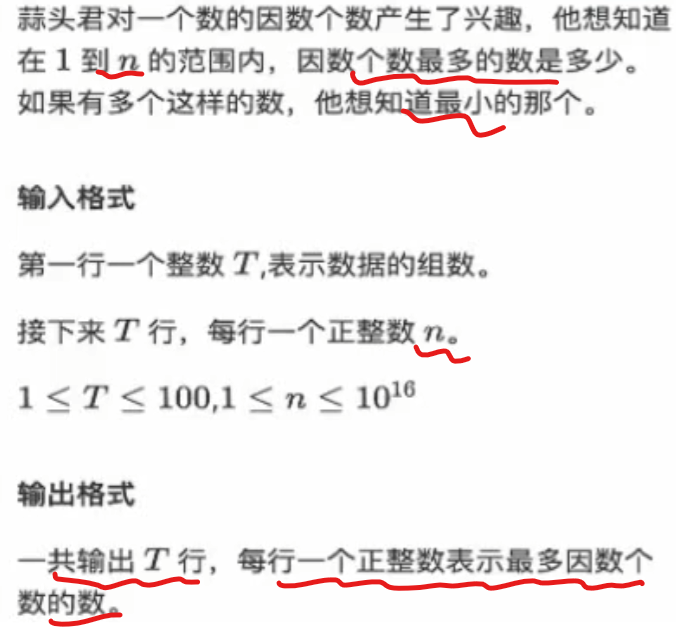 蒜头君对一个数的因数个数产生了兴趣，他想知道
在 1 到 n 的范围内，因数个数最多的数是多少。
如果有多个这样的数，他想知道最小的那个。
输入格式
第一行一个整数 T,表示数据的组数。
接下来 T 行，每行一个正整数 n。
1 ≤ T ≤ 100,1 ≤ n ≤ 10¹⁶
输出格式
一共输出 T 行，每行一个正整数表示最多因数个
数的数。